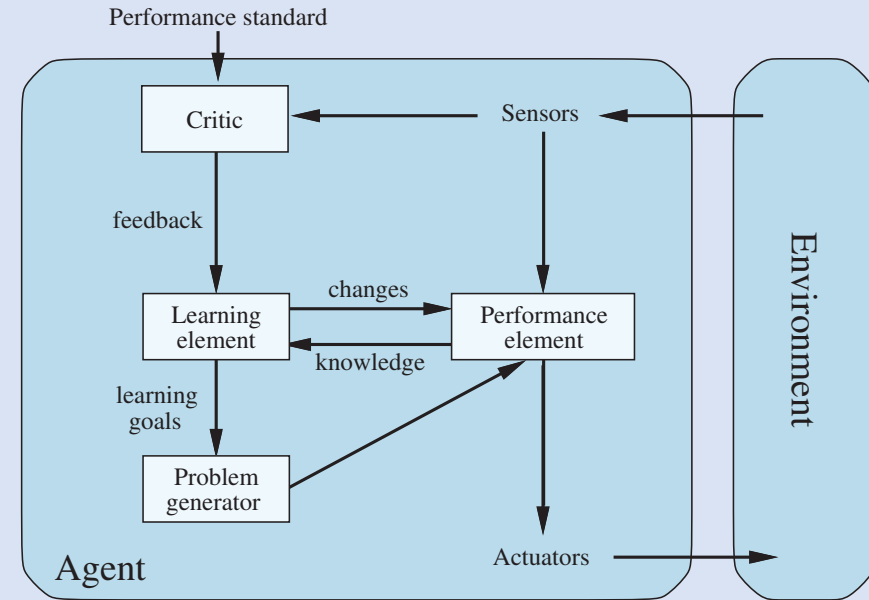 Performance standard
Critic
Sensors
feedback
changes
Learning
element
Performance
element
knowledge
learning
goals
Problem
generator
Agent
Actuators
Environment